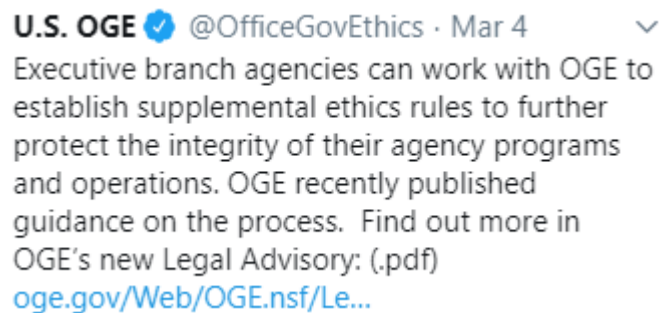 U.S. OGE @OfficeGovEthics · Mar 4
Executive branch agencies can work with OGE to
establish supplemental ethics rules to further
protect the integrity of their agency programs
and operations. OGE recently published
guidance on the process.  Find out more in
OGE's new Legal Advisory: (.pdf)
oge.gov/Web/OGE.nsf/Le...